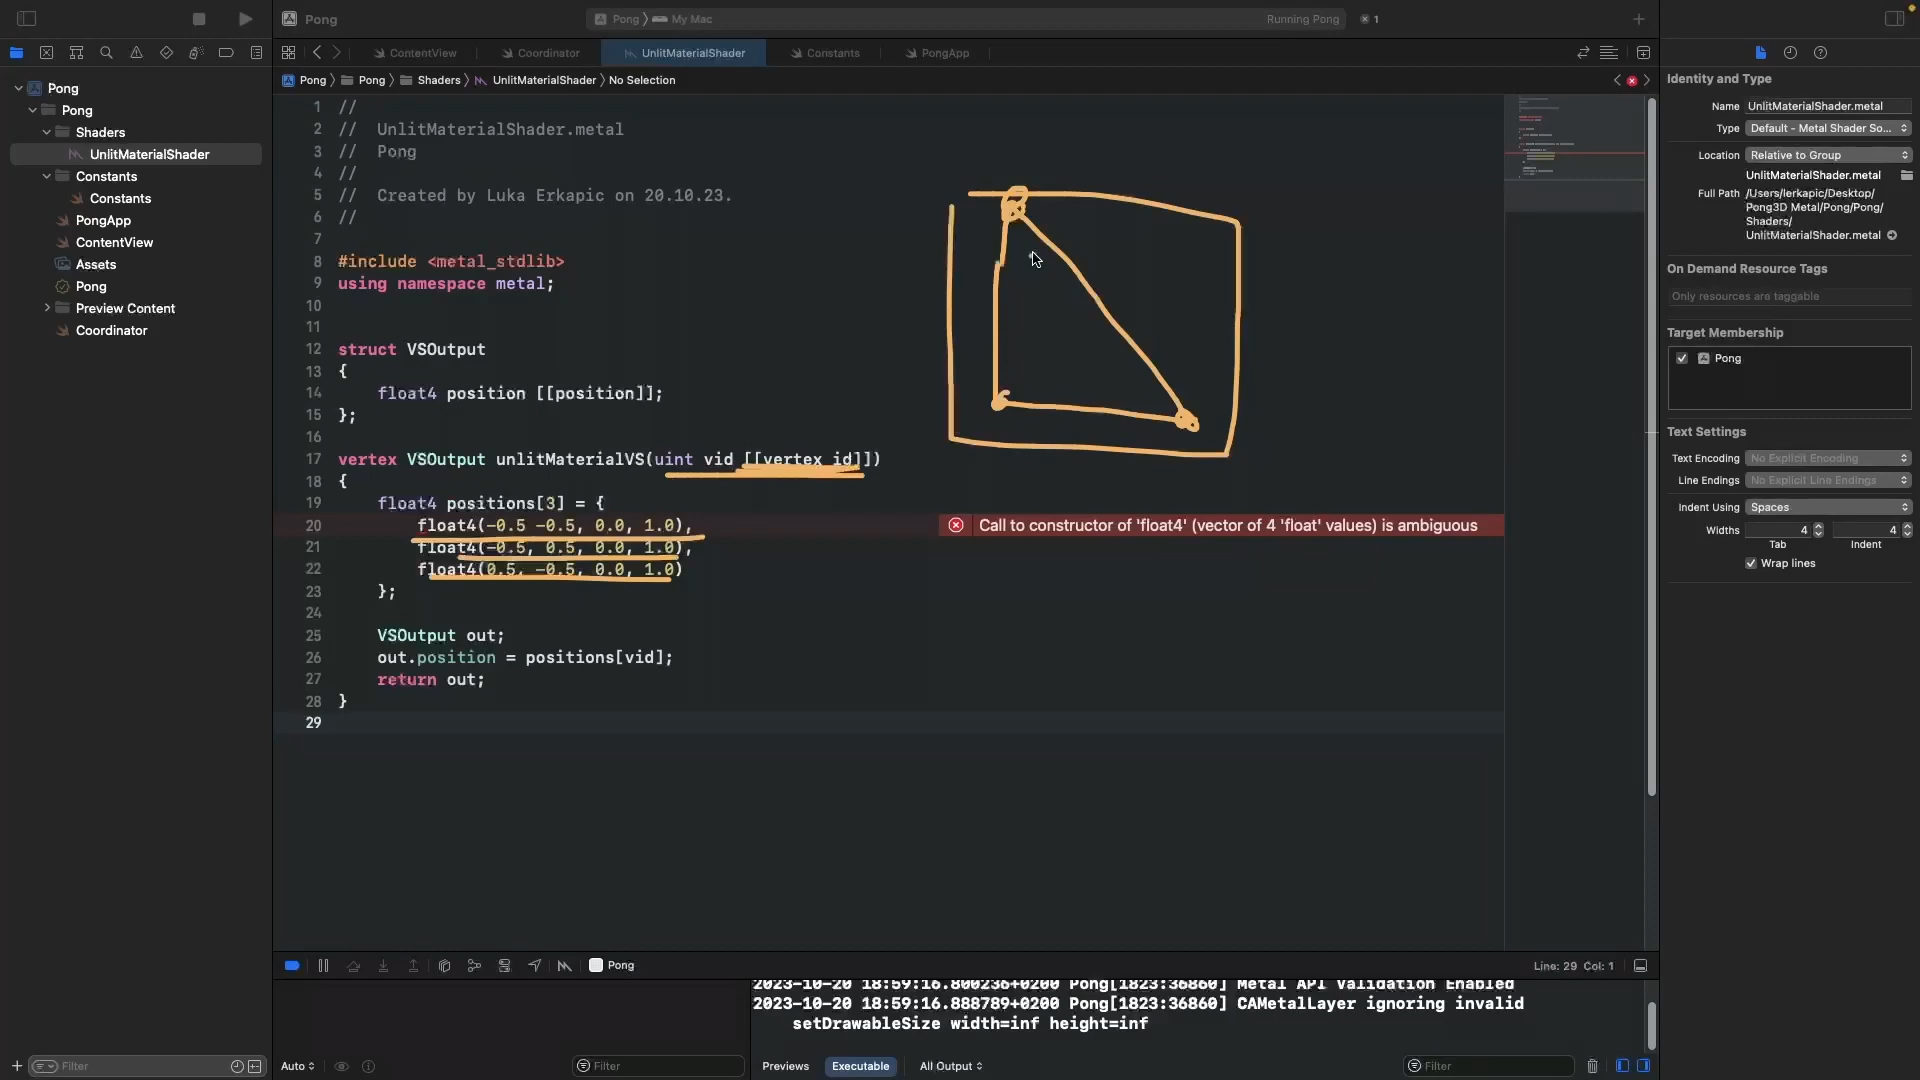 Pong
Pong 〉 My Mac
Running Pong
1
ContentView
Coordinator
UnlitMaterialShader
Constants
PongApp
Pong 〉 Pong 〉 Shaders 〉 UnlitMaterialShader 〉 No Selection
Pong
Pong
Shaders
UnlitMaterialShader
Constants
Constants
PongApp
ContentView
Assets
Pong
Preview Content
Coordinator
Filter
1 //
2 //  UnlitMaterialShader.metal
3 //  Pong
4 //
5 //  Created by Luka Erkapic on 20.10.23.
6 //
7
8 #include <metal_stdlib>
9 using namespace metal;
10
11
12 struct VSOutput
13 {
14     float4 position [[position]];
15 };
16
17 vertex VSOutput unlitMaterialVS(uint vid [[vertex_id]])
18 {
19     float4 positions[3] = {
20         float4(-0.5 -0.5, 0.0, 1.0),
Call to constructor of 'float4' (vector of 4 'float' values) is ambiguous
21         float4(-0.5, 0.5, 0.0, 1.0),
22         float4(0.5, -0.5, 0.0, 1.0)
23     };
24
25     VSOutput out;
26     out.position = positions[vid];
27     return out;
28 }
29
Pong
Line: 29 Col: 1
2023-10-20 18:59:16.800236+0200 Pong[1823:36860] Metal API Validation Enabled
2023-10-20 18:59:16.888789+0200 Pong[1823:36860] CAMetalLayer ignoring invalid
setDrawableSize width=inf height=inf
Auto
Filter
Previews
Executable
All Output
Filter
Identity and Type
Name UnlitMaterialShader.metal
Type Default - Metal Shader So...
Location Relative to Group
UnlitMaterialShader.metal
Full Path /Users/lerkapic/Desktop/
Pong3D Metal/Pong/Pong/
Shaders/
UnlitMaterialShader.metal
On Demand Resource Tags
Only resources are taggable
Target Membership
Pong
Text Settings
Text Encoding No Explicit Encoding
Line Endings No Explicit Line Endings
Indent Using Spaces
Widths 4 4
Tab Indent
Wrap lines